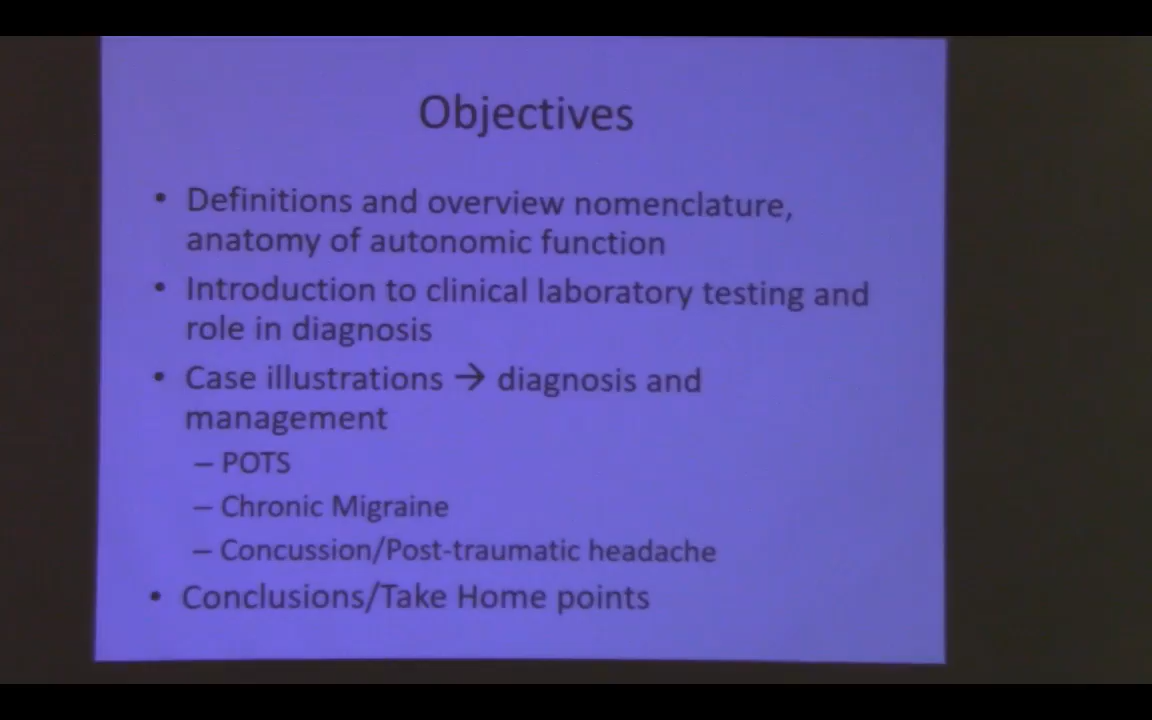 Objectives
• Definitions and overview nomenclature,
anatomy of autonomic function
• Introduction to clinical laboratory testing and
role in diagnosis
• Case illustrations → diagnosis and
management
– POTS
– Chronic Migraine
– Concussion/Post-traumatic headache
• Conclusions/Take Home points